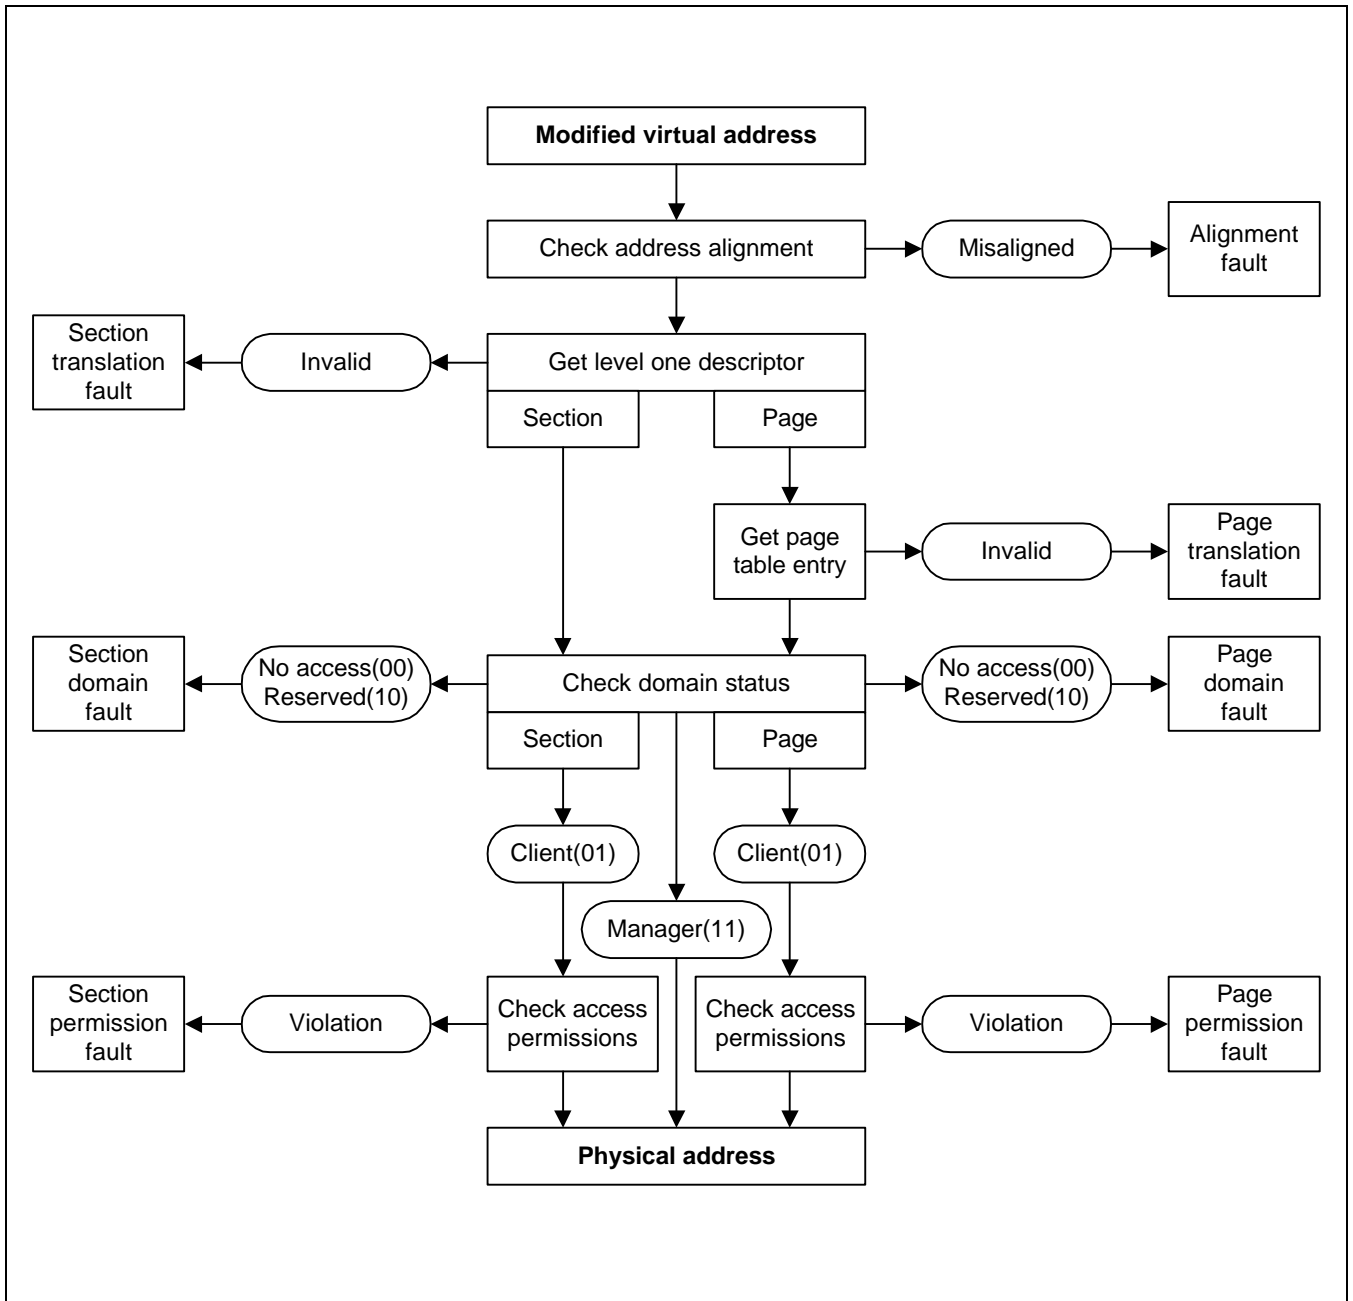 Modified virtual address
Check address alignment
Misaligned
Alignment
fault
Section
translation
fault
Invalid
Get level one descriptor
Section
Page
Get page
table entry
Invalid
Page
translation
fault
Section
domain
fault
No access(00)
Reserved(10)
Check domain status
No access(00)
Reserved(10)
Page
domain
fault
Section
Page
Client(01)
Client(01)
Manager(11)
Section
permission
fault
Violation
Check access
permissions
Check access
permissions
Violation
Page
permission
fault
Physical address